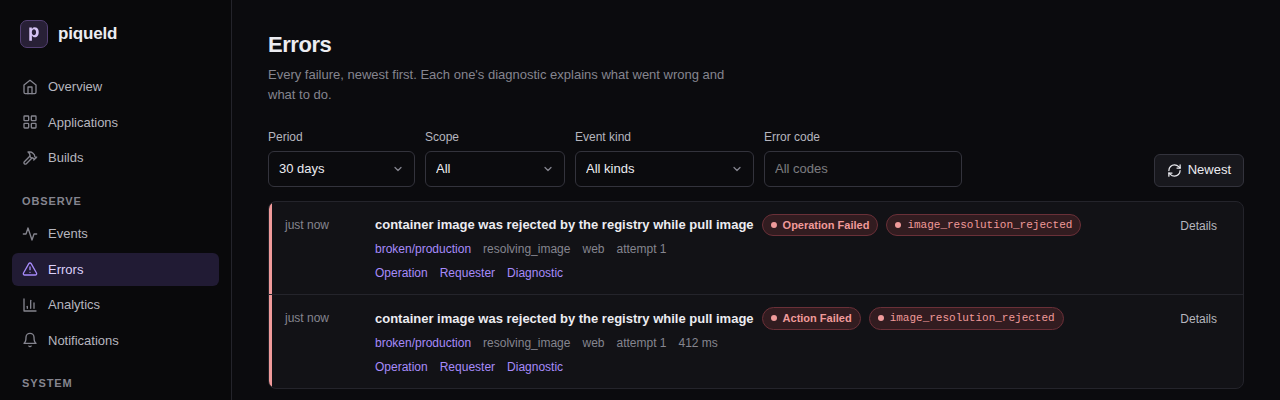 p piqueld
Overview
Applications
Builds
OBSERVE
Events
Errors
Analytics
Notifications
SYSTEM
Errors
Every failure, newest first. Each one's diagnostic explains what went wrong and
what to do.
Period Scope Event kind Error code
30 days All All kinds All codes Newest
just now container image was rejected by the registry while pull image Operation Failed image_resolution_rejected Details
broken/production resolving_image web attempt 1
Operation Requester Diagnostic
just now container image was rejected by the registry while pull image Action Failed image_resolution_rejected Details
broken/production resolving_image web attempt 1 412 ms
Operation Requester Diagnostic